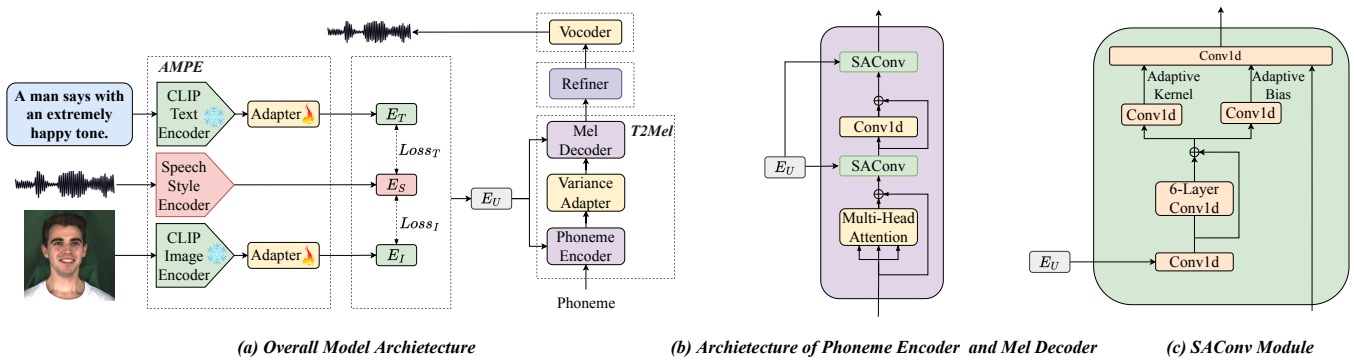 A man says with
an extremely
happy tone.
AMPE
CLIP
Text
Encoder
Adapter
E_T
Loss_T
Speech
Style
Encoder
E_S
Loss_I
CLIP
Image
Encoder
Adapter
E_I
E_U
Vocoder
Refiner
T2Mel
Mel
Decoder
Variance
Adapter
Phoneme
Encoder
Phoneme
(a) Overall Model Archietecture
SAConv
Conv1d
E_U
SAConv
Multi-Head
Attention
(b) Archietecture of Phoneme Encoder and Mel Decoder
Conv1d
Adaptive
Kernel
Adaptive
Bias
Conv1d
Conv1d
6-Layer
Conv1d
E_U
Conv1d
(c) SAConv Module